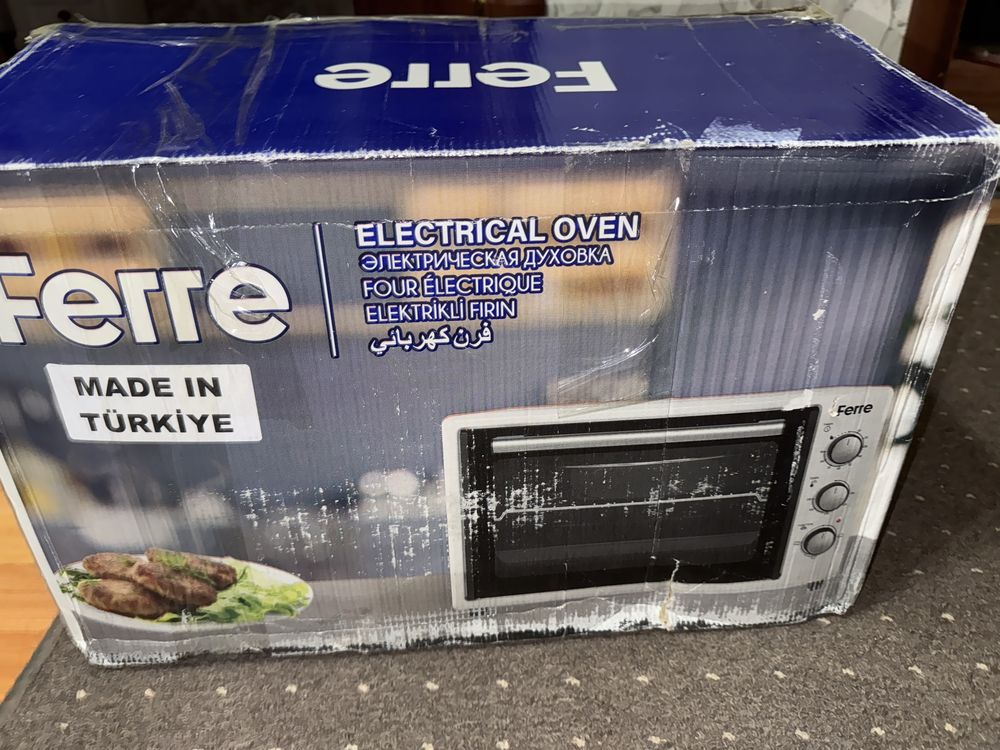 Ferre
Ferre
ELECTRICAL OVEN
ЭЛЕКТРИЧЕСКАЯ ДУХОВКА
FOUR ÉLECTRIQUE
ELEKTRİKLİ FIRIN
فرن كهربائي
MADE IN
TÜRKİYE
Ferre